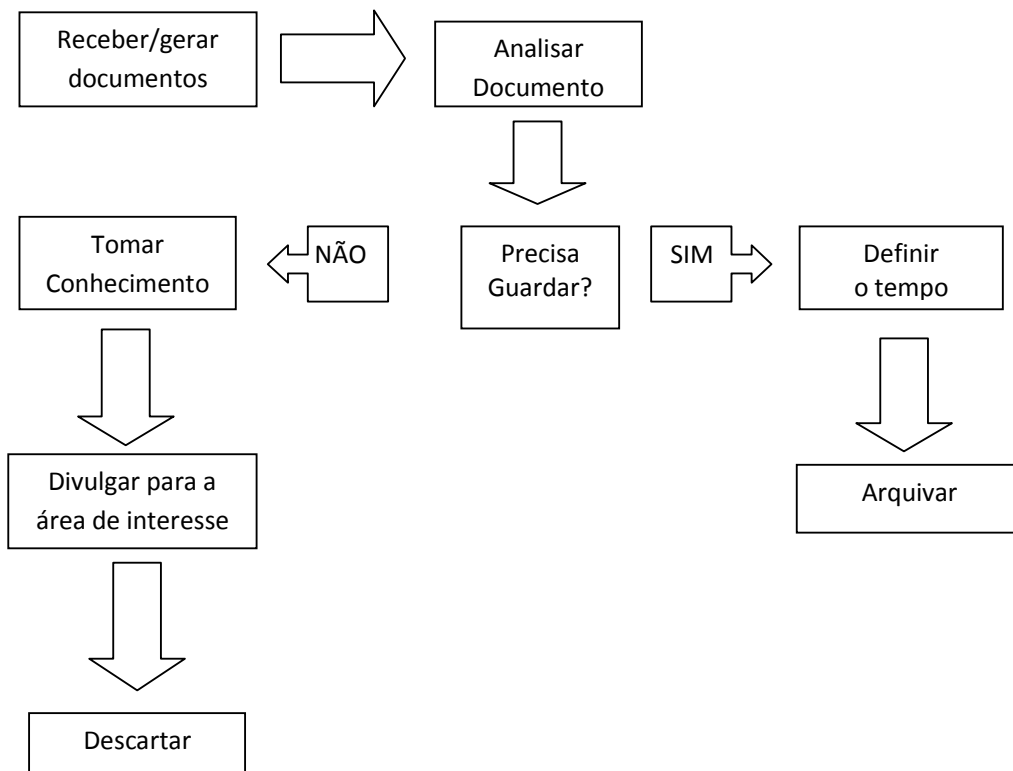 Receber/gerar
documentos
Analisar
Documento
Tomar
Conhecimento
NÃO
Precisa
Guardar?
SIM
Definir
o tempo
Divulgar para a
área de interesse
Arquivar
Descartar